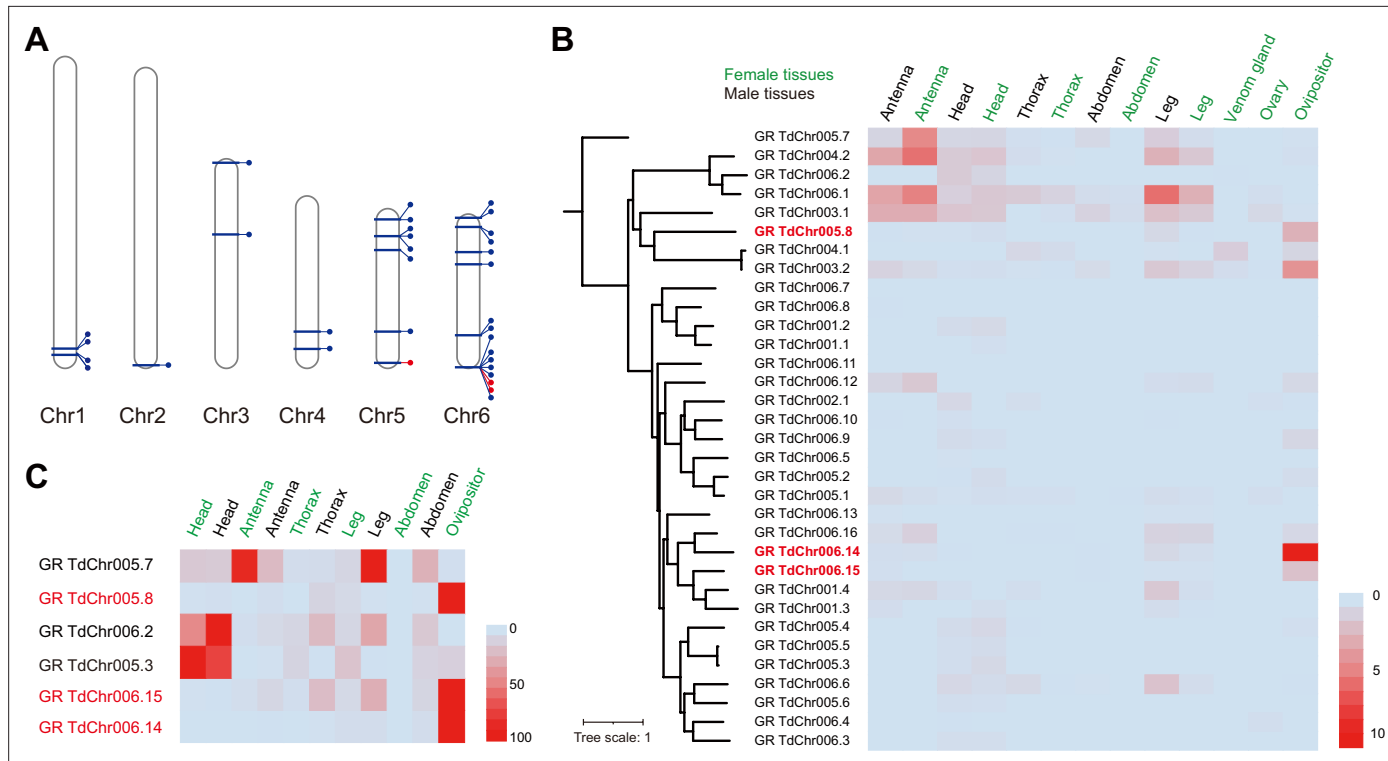 A
Chr1
Chr2
Chr3
Chr4
Chr5
Chr6
B
Female tissues
Male tissues
Antenna
Antenna
Head
Head
Thorax
Thorax
Abdomen
Abdomen
Leg
Leg
Venom gland
Ovary
Ovipositor
GR TdChr005.7
GR TdChr004.2
GR TdChr006.2
GR TdChr006.1
GR TdChr003.1
GR TdChr005.8
GR TdChr004.1
GR TdChr003.2
GR TdChr006.7
GR TdChr006.8
GR TdChr001.2
GR TdChr001.1
GR TdChr006.11
GR TdChr006.12
GR TdChr002.1
GR TdChr006.10
GR TdChr006.9
GR TdChr006.5
GR TdChr005.2
GR TdChr005.1
GR TdChr006.13
GR TdChr006.16
GR TdChr006.14
GR TdChr006.15
GR TdChr001.4
GR TdChr001.3
GR TdChr005.4
GR TdChr005.5
GR TdChr005.3
GR TdChr006.6
GR TdChr005.6
GR TdChr006.4
GR TdChr006.3
Tree scale: 1
0
5
10
C
Head
Head
Antenna
Antenna
Thorax
Thorax
Leg
Leg
Abdomen
Abdomen
Ovipositor
GR TdChr005.7
GR TdChr005.8
GR TdChr006.2
GR TdChr005.3
GR TdChr006.15
GR TdChr006.14
0
50
100